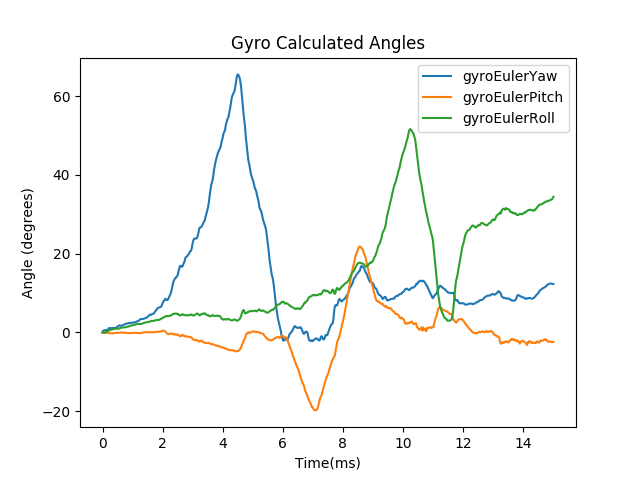 Gyro Calculated Angles
gyroEulerYaw
gyroEulerPitch
gyroEulerRoll
60
40
20
0
−20
Angle (degrees)
0 2 4 6 8 10 12 14
Time(ms)